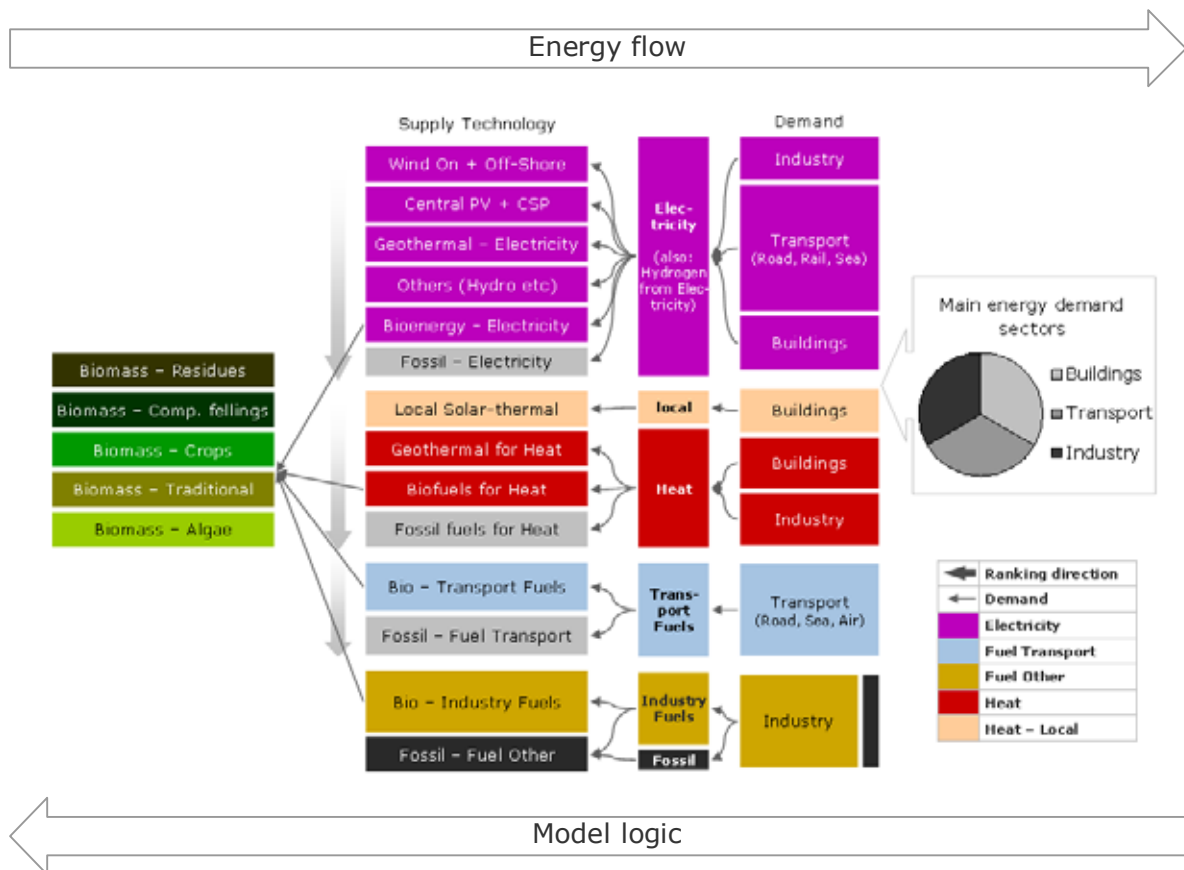 Energy flow
Supply Technology
Demand
Wind On + Off-Shore
Central PV + CSP
Geothermal – Electricity
Others (Hydro etc)
Bioenergy – Electricity
Fossil – Electricity
Local Solar-thermal
Geothermal for Heat
Biofuels for Heat
Fossil fuels for Heat
Bio – Transport Fuels
Fossil – Fuel Transport
Bio – Industry Fuels
Fossil – Fuel Other
Biomass – Residues
Biomass – Comp. fellings
Biomass – Crops
Biomass – Traditional
Biomass – Algae
Elec-
tricity
(also:
Hydrogen
from Elec-
tricity)
local
Heat
Trans-
port
Fuels
Industry
Fuels
Fossil
Industry
Transport
(Road, Rail, Sea)
Buildings
Buildings
Buildings
Industry
Transport
(Road, Sea, Air)
Industry
Main energy demand
sectors
Buildings
Transport
Industry
Ranking direction
Demand
Electricity
Fuel Transport
Fuel Other
Heat
Heat – Local
Model logic